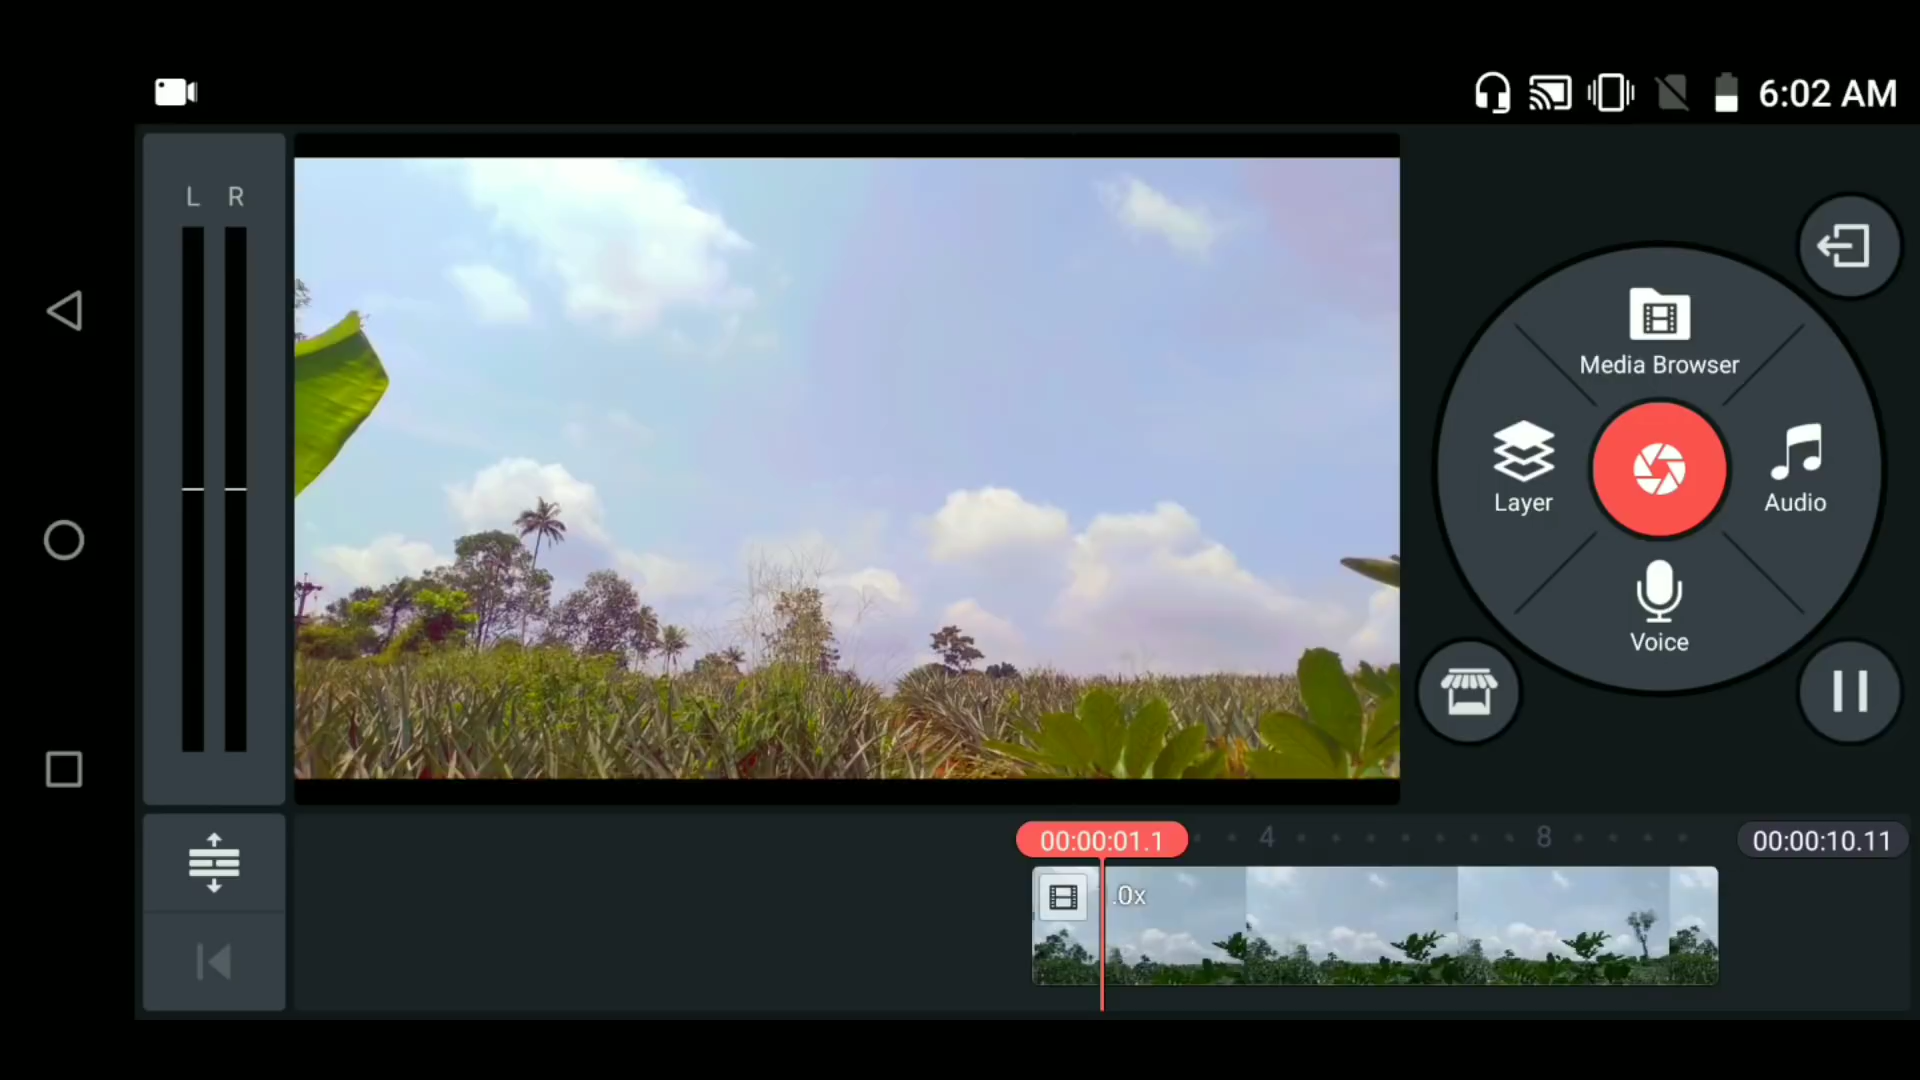 6:02 AM
L R
Media Browser
Layer
Audio
Voice
00:00:01.1
4
8
00:00:10.11
.0x